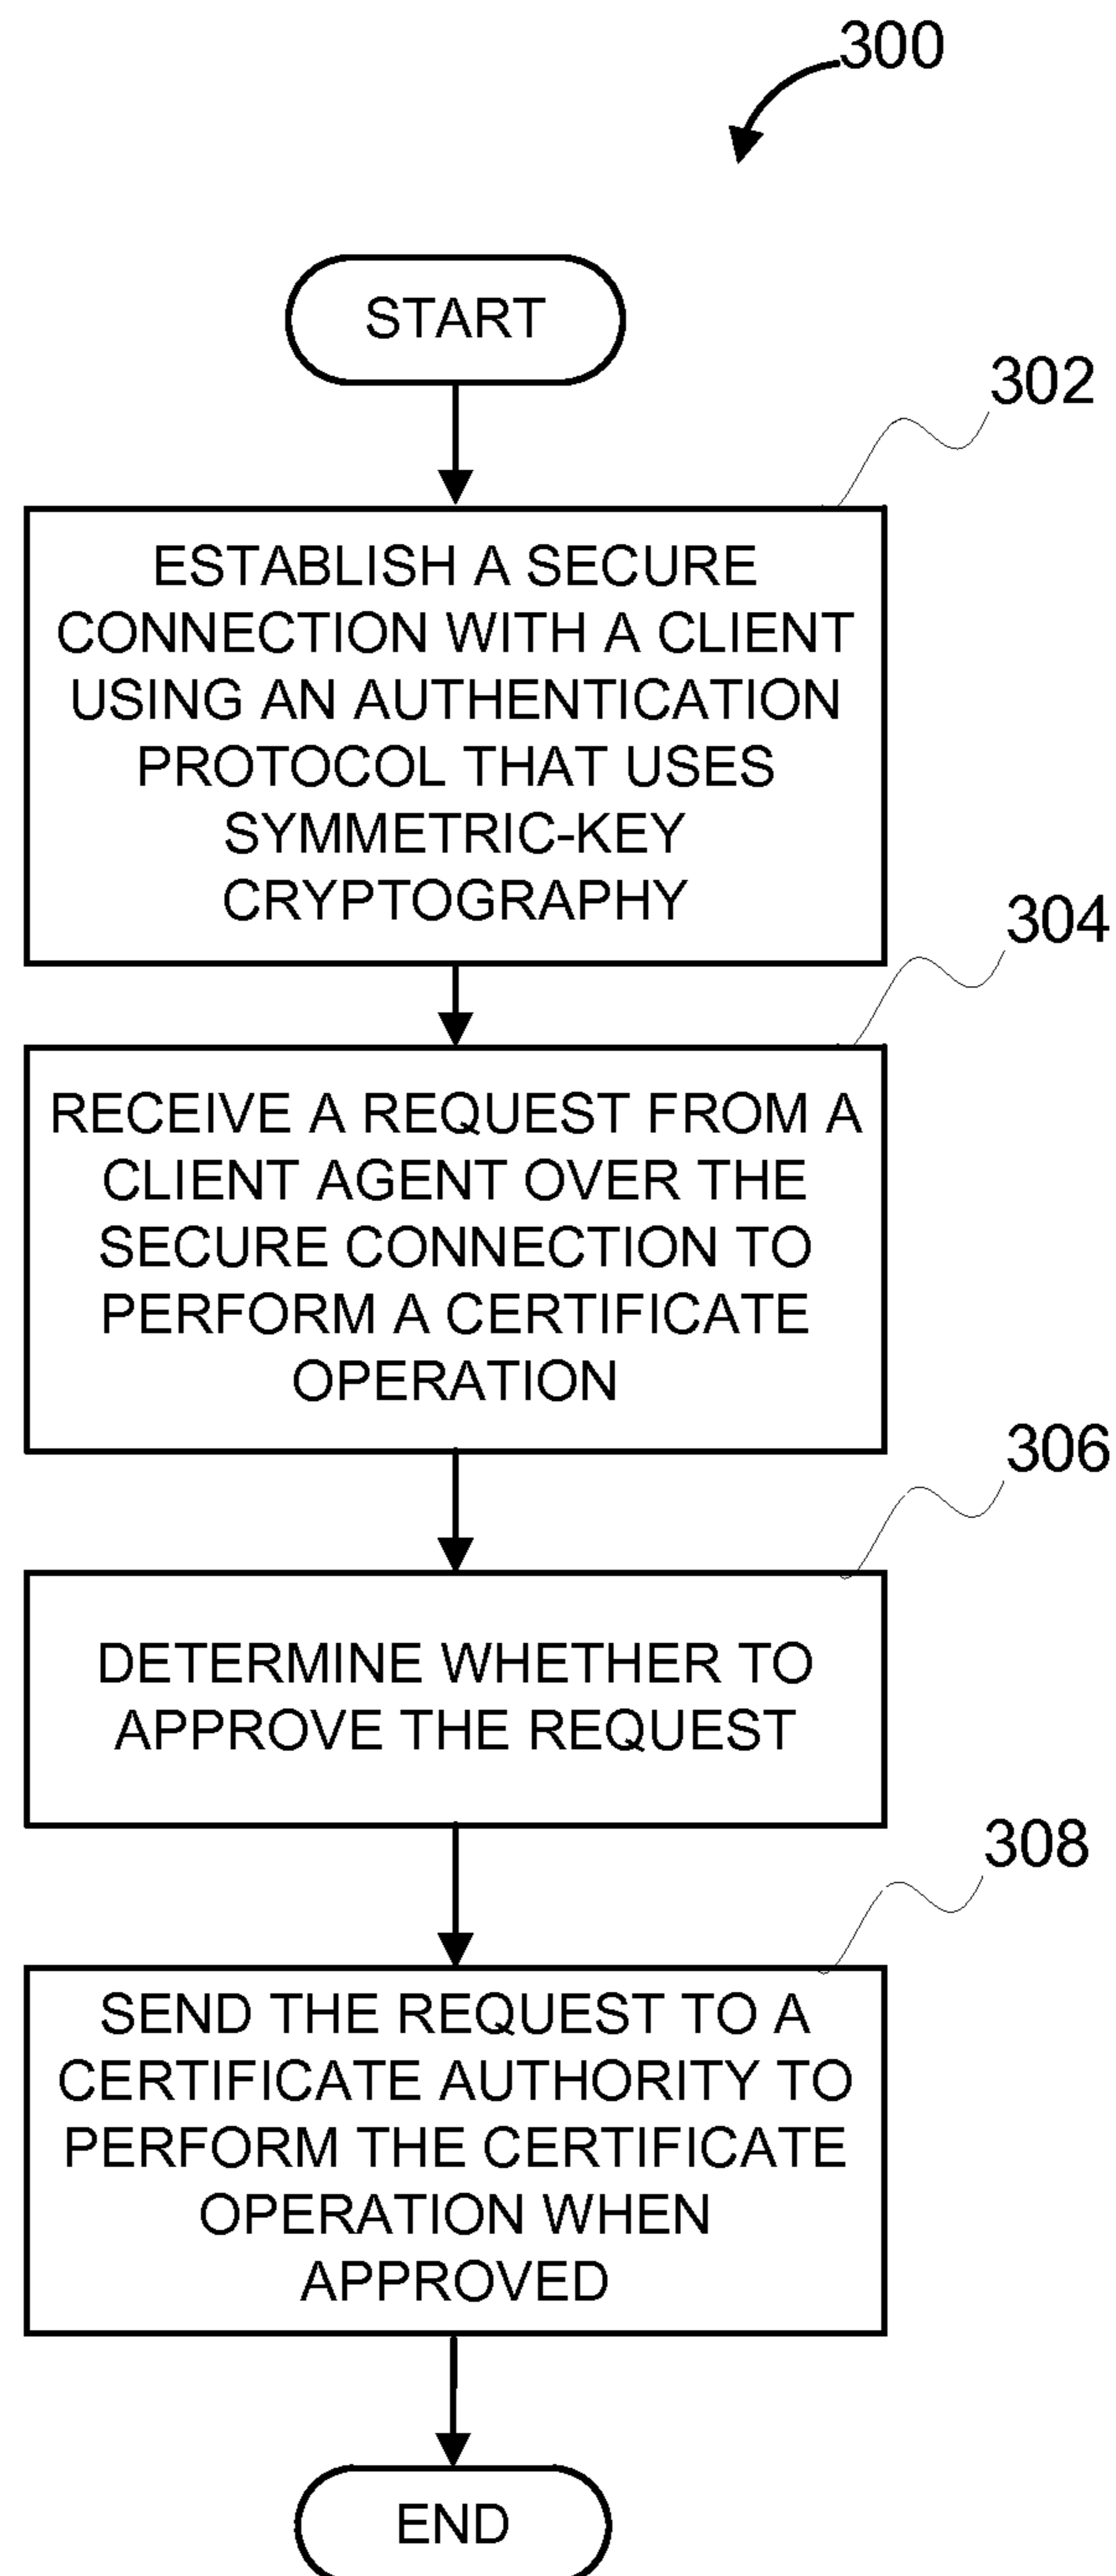 300
START
302
ESTABLISH A SECURE
CONNECTION WITH A CLIENT
USING AN AUTHENTICATION
PROTOCOL THAT USES
SYMMETRIC-KEY
CRYPTOGRAPHY
304
RECEIVE A REQUEST FROM A
CLIENT AGENT OVER THE
SECURE CONNECTION TO
PERFORM A CERTIFICATE
OPERATION
306
DETERMINE WHETHER TO
APPROVE THE REQUEST
308
SEND THE REQUEST TO A
CERTIFICATE AUTHORITY TO
PERFORM THE CERTIFICATE
OPERATION WHEN
APPROVED
END